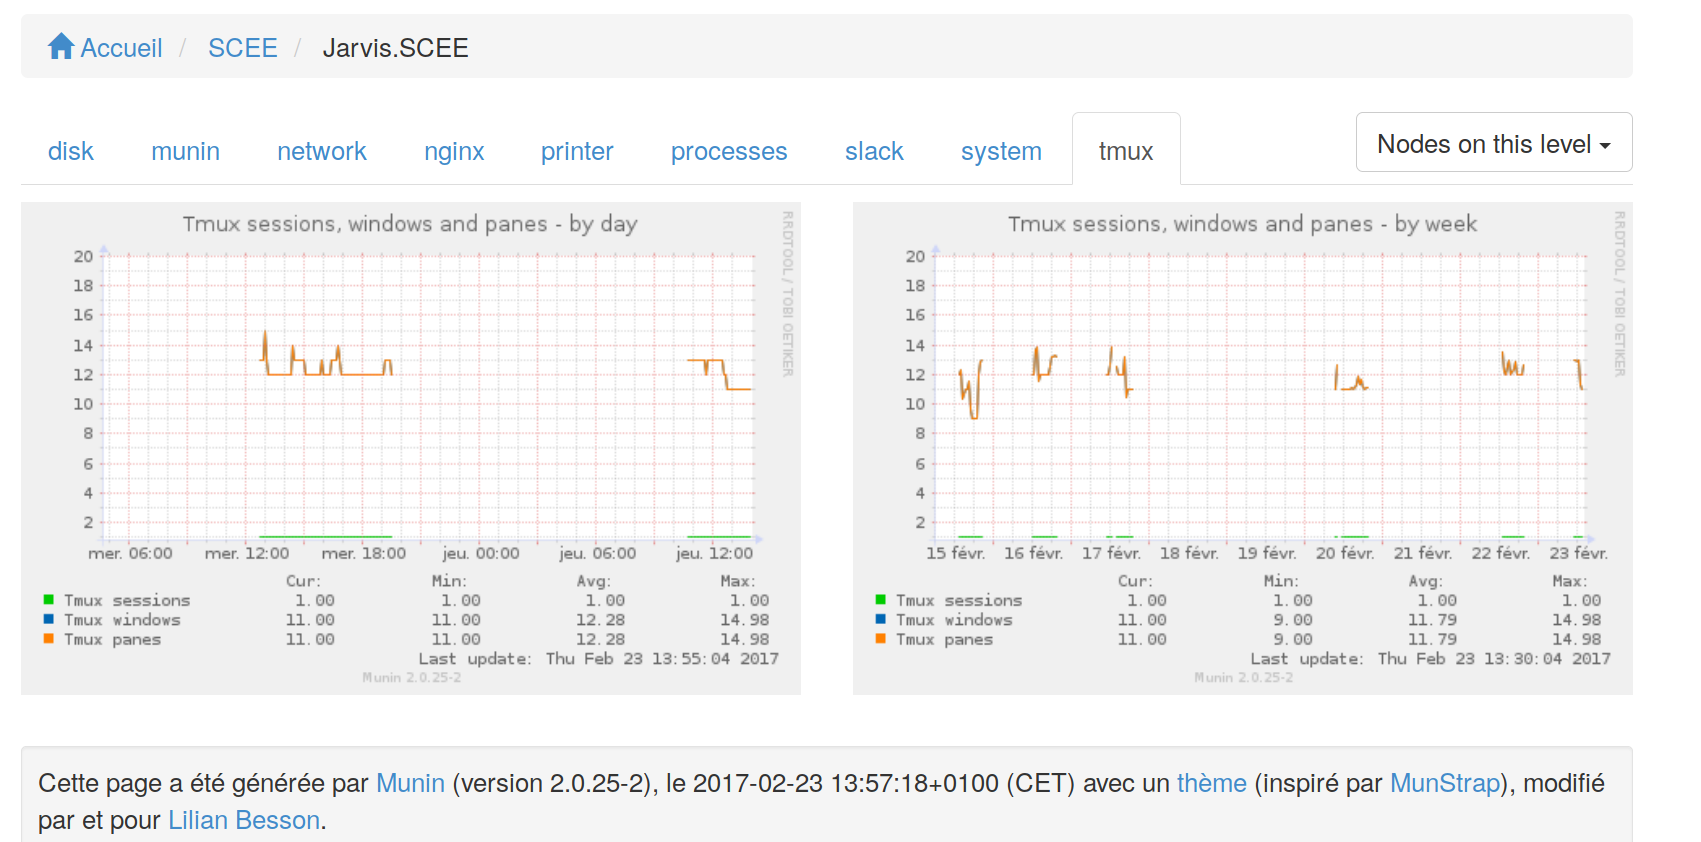 Accueil / SCEE / Jarvis.SCEE
disk munin network nginx printer processes slack system tmux Nodes on this level
Tmux sessions, windows and panes - by day
RRDTOOL / TOBI OETIKER
20
18
16
14
12
10
8
6
4
2
mer. 06:00 mer. 12:00 mer. 18:00 jeu. 00:00 jeu. 06:00 jeu. 12:00
Cur: Min: Avg: Max:
Tmux sessions 1.00 1.00 1.00 1.00
Tmux windows 11.00 11.00 12.28 14.98
Tmux panes 11.00 11.00 12.28 14.98
Last update: Thu Feb 23 13:55:04 2017
Munin 2.0.25-2
Tmux sessions, windows and panes - by week
RRDTOOL / TOBI OETIKER
20
18
16
14
12
10
8
6
4
2
15 févr. 16 févr. 17 févr. 18 févr. 19 févr. 20 févr. 21 févr. 22 févr. 23 févr.
Cur: Min: Avg: Max:
Tmux sessions 1.00 1.00 1.00 1.00
Tmux windows 11.00 9.00 11.79 14.98
Tmux panes 11.00 9.00 11.79 14.98
Last update: Thu Feb 23 13:30:04 2017
Munin 2.0.25-2
Cette page a été générée par Munin (version 2.0.25-2), le 2017-02-23 13:57:18+0100 (CET) avec un thème (inspiré par MunStrap), modifié
par et pour Lilian Besson.